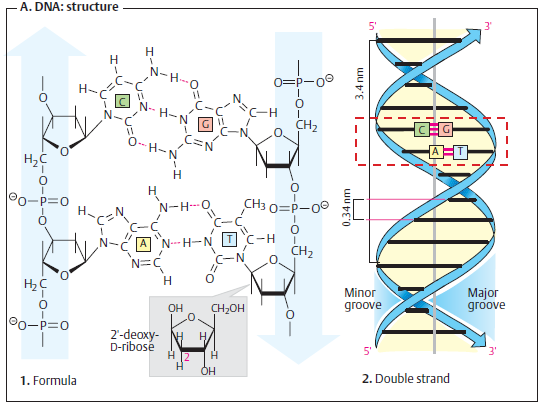 A. DNA: structure
5' 3'
H
H C N H O
H C C O=P–O⊖
C C N
O C N H N C C C–H O
N C G N CH2
H C N
O H N N O
H2C O H
O
⊖O–P=O
O
H N–H O CH3 O=P–O⊖
H C N C C C
O C A N H–N T C–H O
N C C N CH2
N=C O
H2C O H O
O
⊖O–P=O
OH O CH2OH
2'-deoxy-
D-ribose
H H H H
2
H OH
O
3.4 nm
C G
A T
0.34 nm
Minor
groove
Major
groove
5' 3'
1. Formula
2. Double strand